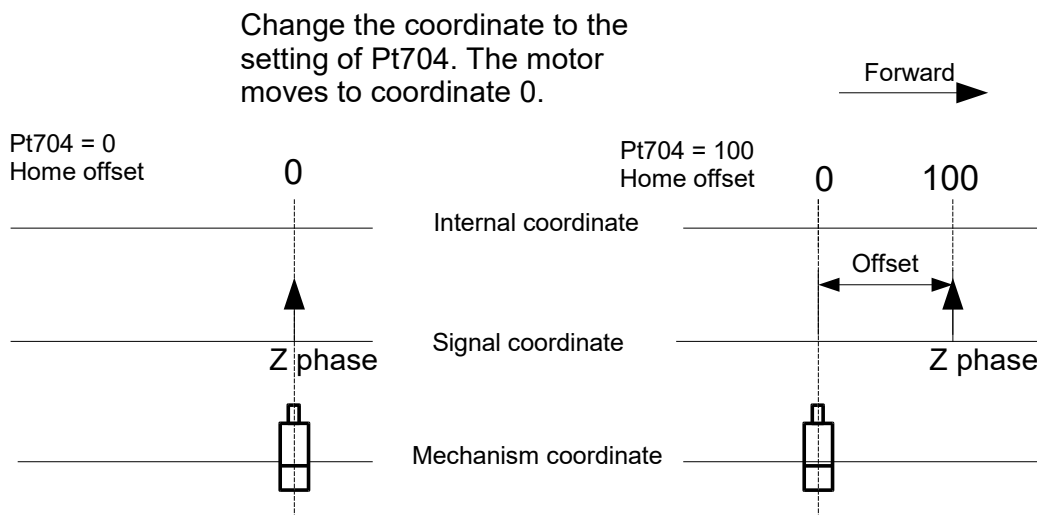 Change the coordinate to the
setting of Pt704. The motor
moves to coordinate 0.
Forward
Pt704 = 0
Home offset
0
Pt704 = 100
Home offset
0
100
Internal coordinate
Offset
Signal coordinate
Z phase
Z phase
Mechanism coordinate